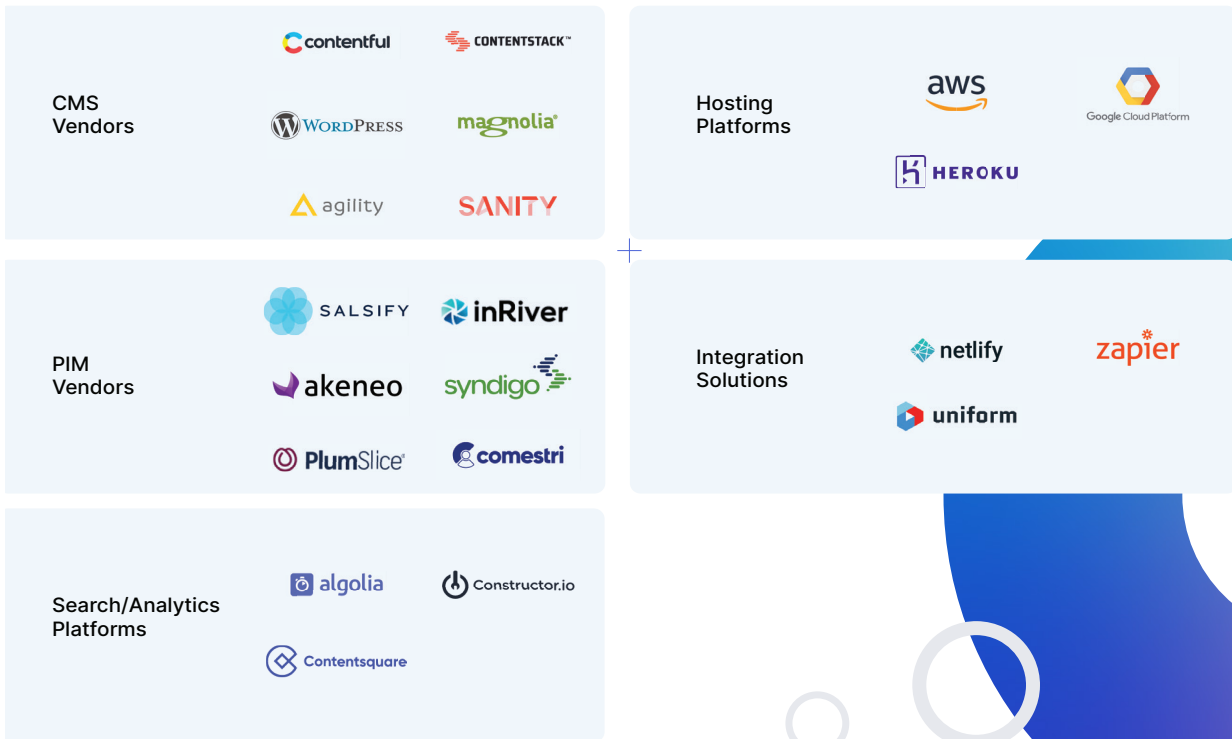 CMS
Vendors
contentful
CONTENTSTACK™
WORDPRESS
magnolia®
agility
SANITY
Hosting
Platforms
aws
Google Cloud Platform
HEROKU
PIM
Vendors
SALSIFY
inRiver
akeneo
syndigo
PlumSlice®
comestri
Integration
Solutions
netlify
zapier
uniform
Search/Analytics
Platforms
algolia
Constructor.io
Contentsquare